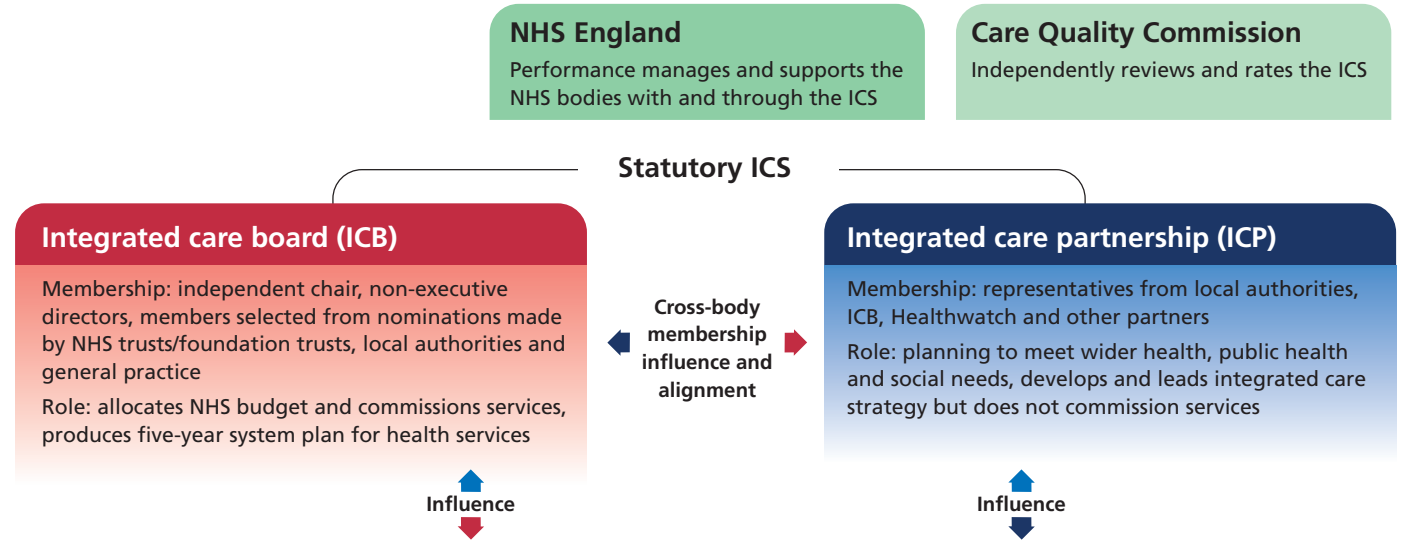 NHS England
Performance manages and supports the
NHS bodies with and through the ICS
Care Quality Commission
Independently reviews and rates the ICS
Statutory ICS
Integrated care board (ICB)
Membership: independent chair, non-executive
directors, members selected from nominations made
by NHS trusts/foundation trusts, local authorities and
general practice
Role: allocates NHS budget and commissions services,
produces five-year system plan for health services
Cross-body
membership
influence and
alignment
Integrated care partnership (ICP)
Membership: representatives from local authorities,
ICB, Healthwatch and other partners
Role: planning to meet wider health, public health
and social needs, develops and leads integrated care
strategy but does not commission services
Influence
Influence